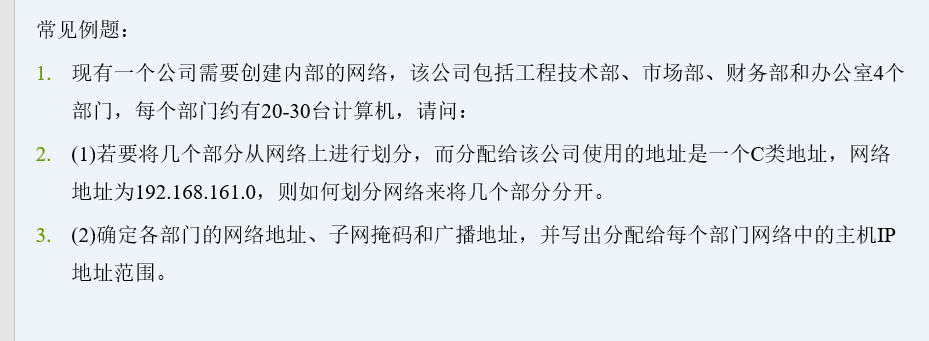 常见例题：
1. 现有一个公司需要创建内部的网络，该公司包括工程技术部、市场部、财务部和办公室4个
部门，每个部门约有20-30台计算机，请问：
2. (1)若要将几个部分从网络上进行划分，而分配给该公司使用的地址是一个C类地址，网络
地址为192.168.161.0，则如何划分网络来将几个部分分开。
3. (2)确定各部门的网络地址、子网掩码和广播地址，并写出分配给每个部门网络中的主机IP
地址范围。